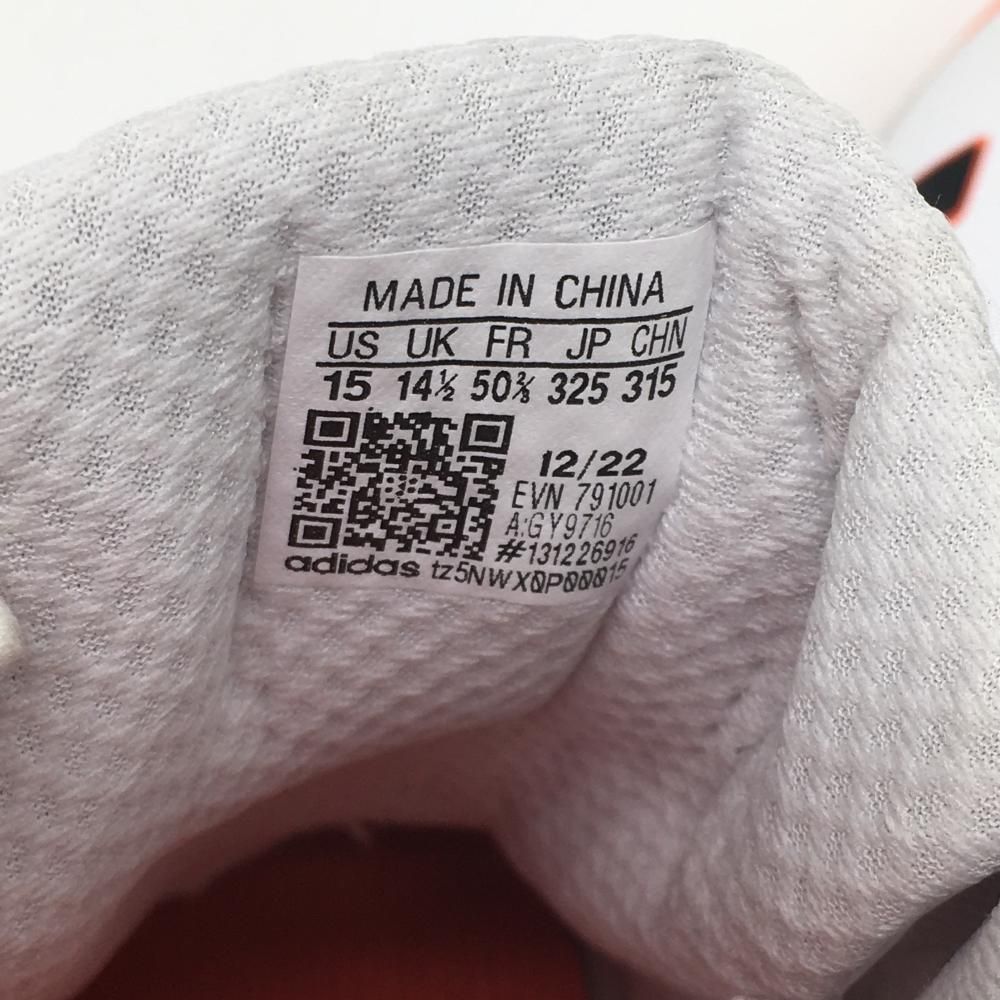 MADE IN CHINA
US UK FR JP CHN
15 14½ 50⅔ 325 315
12/22
EVN 791001
A:GY9716
#131226916
adidas tz5NWX0P00015